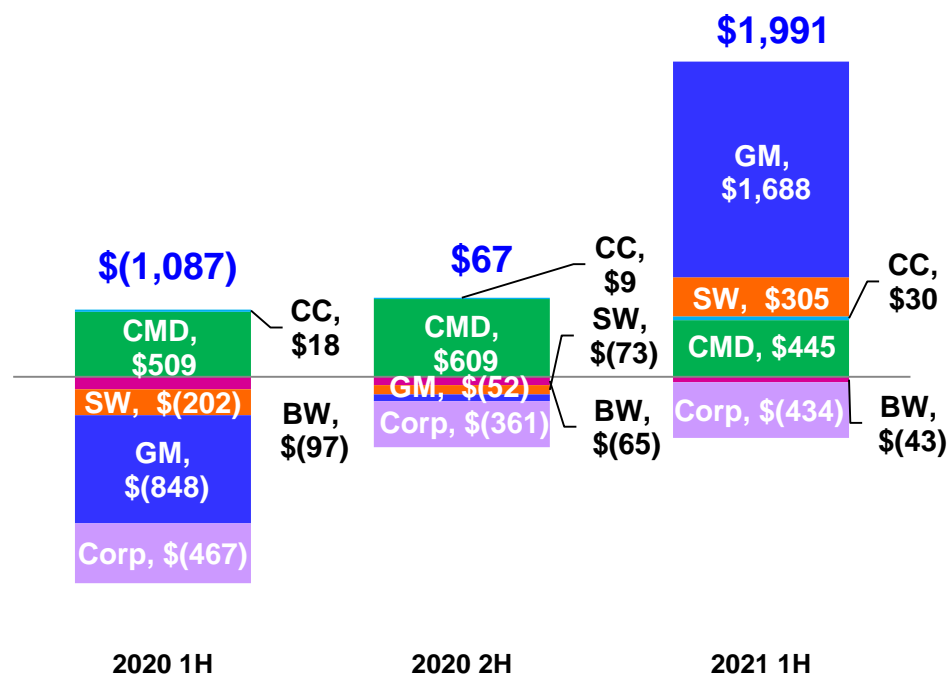 $1,991
GM,
$1,688
$(1,087)
$67
CC,
$9
CC,
$30
CC,
$18
SW,
$(73)
SW,  $305
CMD,
$509
CMD,
$609
CMD, $445
SW,  $(202)
BW,
$(97)
GM,  $(52)
Corp, $(361)
BW,
$(65)
Corp, $(434)
BW,
$(43)
GM,
$(848)
Corp, $(467)
2020 1H
2020 2H
2021 1H